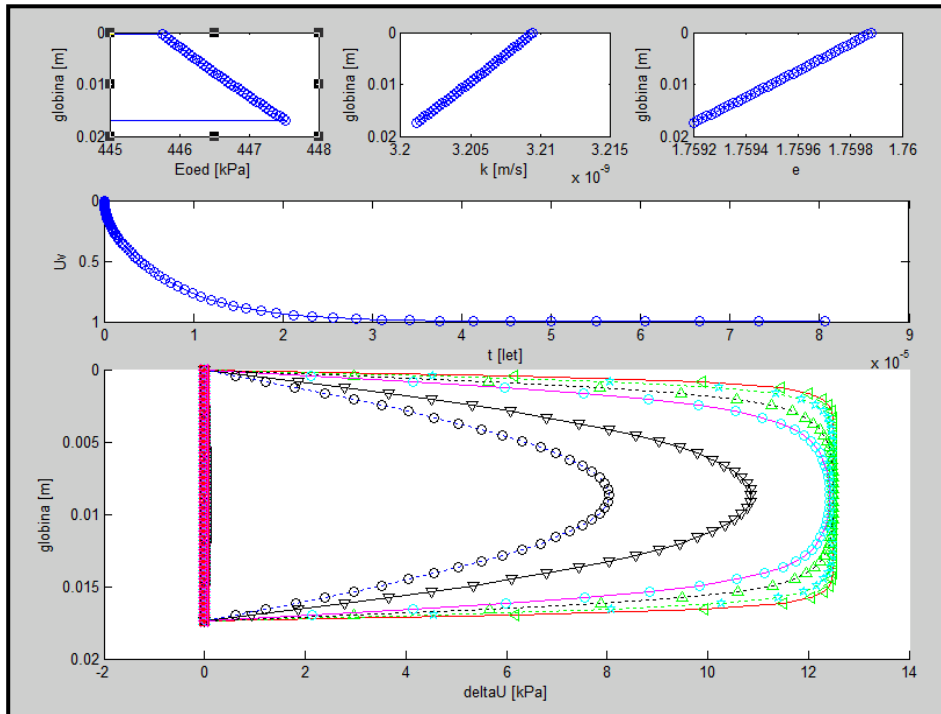 0
0.01
0.02
globina [m]
445 446 447 448
Eoed [kPa]
0
0.01
0.02
globina [m]
3.2 3.205 3.21 3.215
k [m/s]
x 10^-9
0
0.01
0.02
globina [m]
1.7592 1.7594 1.7596 1.7598 1.76
e
0
0.5
1
Uv
0 1 2 3 4 5 6 7 8 9
t [let]
x 10^-5
0
0.005
0.01
0.015
0.02
globina [m]
-2 0 2 4 6 8 10 12 14
deltaU [kPa]